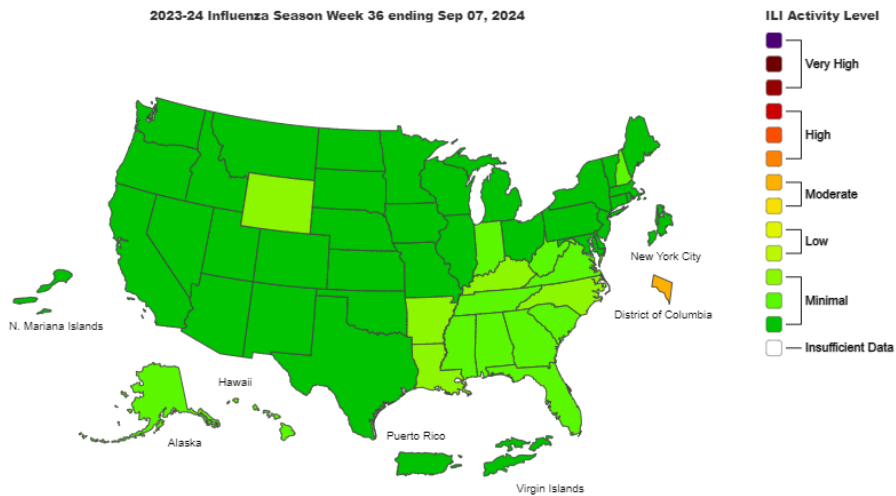 2023-24 Influenza Season Week 36 ending Sep 07, 2024
ILI Activity Level
Very High
High
Moderate
Low
Minimal
Insufficient Data
New York City
District of Columbia
N. Mariana Islands
Hawaii
Alaska
Puerto Rico
Virgin Islands